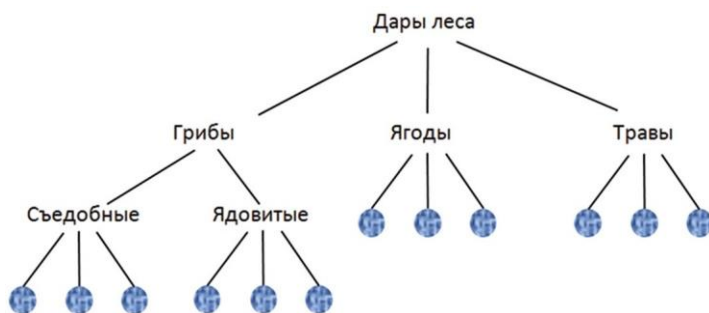 Дары леса
Грибы
Ягоды
Травы
Съедобные
Ядовитые